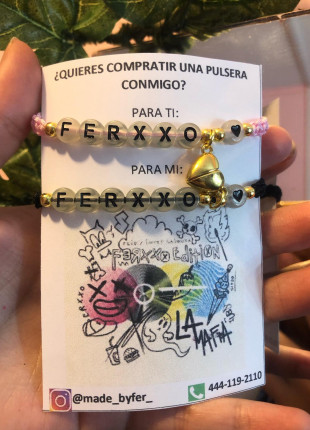 ¿QUIERES COMPRATIR UNA PULSERA
CONMIGO?
PARA TI:
FERXXO
PARA MI:
FERXXO
FERXXO EdITION
FERXXO
LA
MAFIA
@made_byfer_
444-119-2110